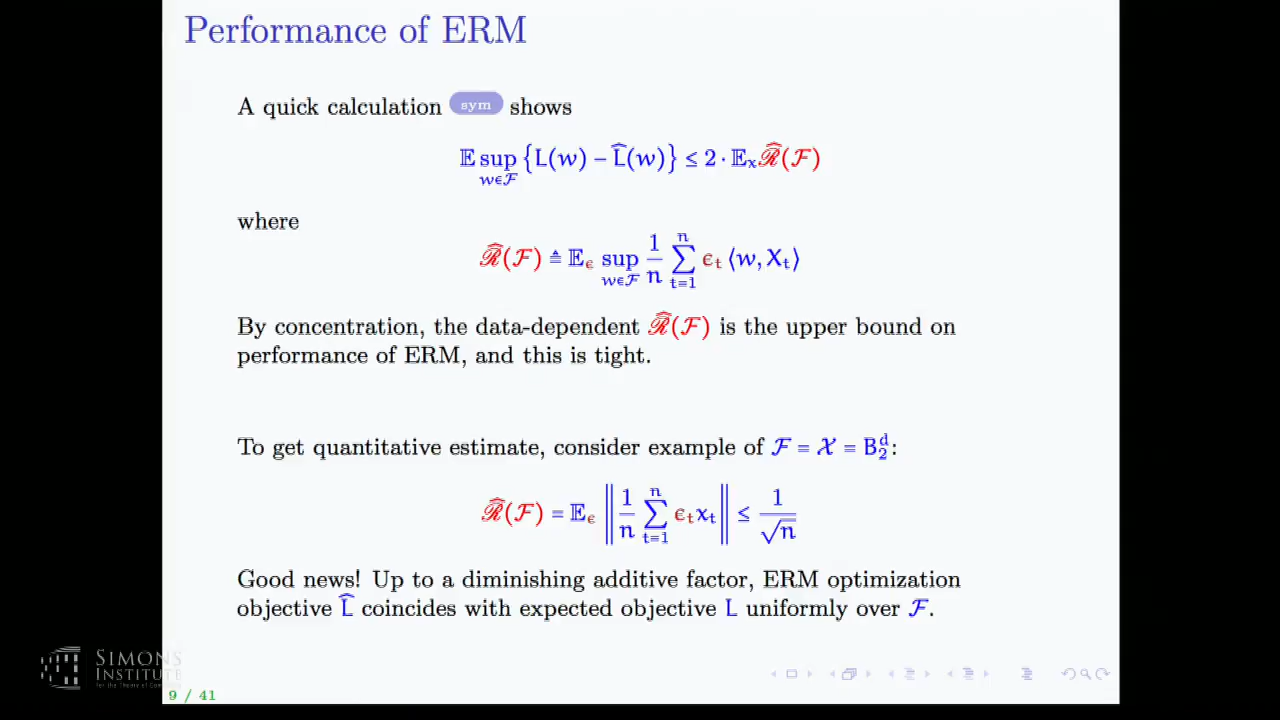 Performance of ERM
A quick calculation sym shows
𝔼 sup_{w∈ℱ} {L(w) − L̂(w)} ≤ 2 · 𝔼ₓ ℛ̂(ℱ)
where
ℛ̂(ℱ) ≜ 𝔼_ϵ sup_{w∈ℱ} 1/n ∑_{t=1}^{n} ϵ_t ⟨w, X_t⟩
By concentration, the data-dependent ℛ̂(ℱ) is the upper bound on
performance of ERM, and this is tight.
To get quantitative estimate, consider example of ℱ = 𝒳 = B₂ᵈ:
ℛ̂(ℱ) = 𝔼_ϵ ‖ 1/n ∑_{t=1}^{n} ϵ_t x_t ‖ ≤ 1/√n
Good news! Up to a diminishing additive factor, ERM optimization
objective L̂ coincides with expected objective L uniformly over ℱ.
SIMONS
INSTITUTE
9 / 41